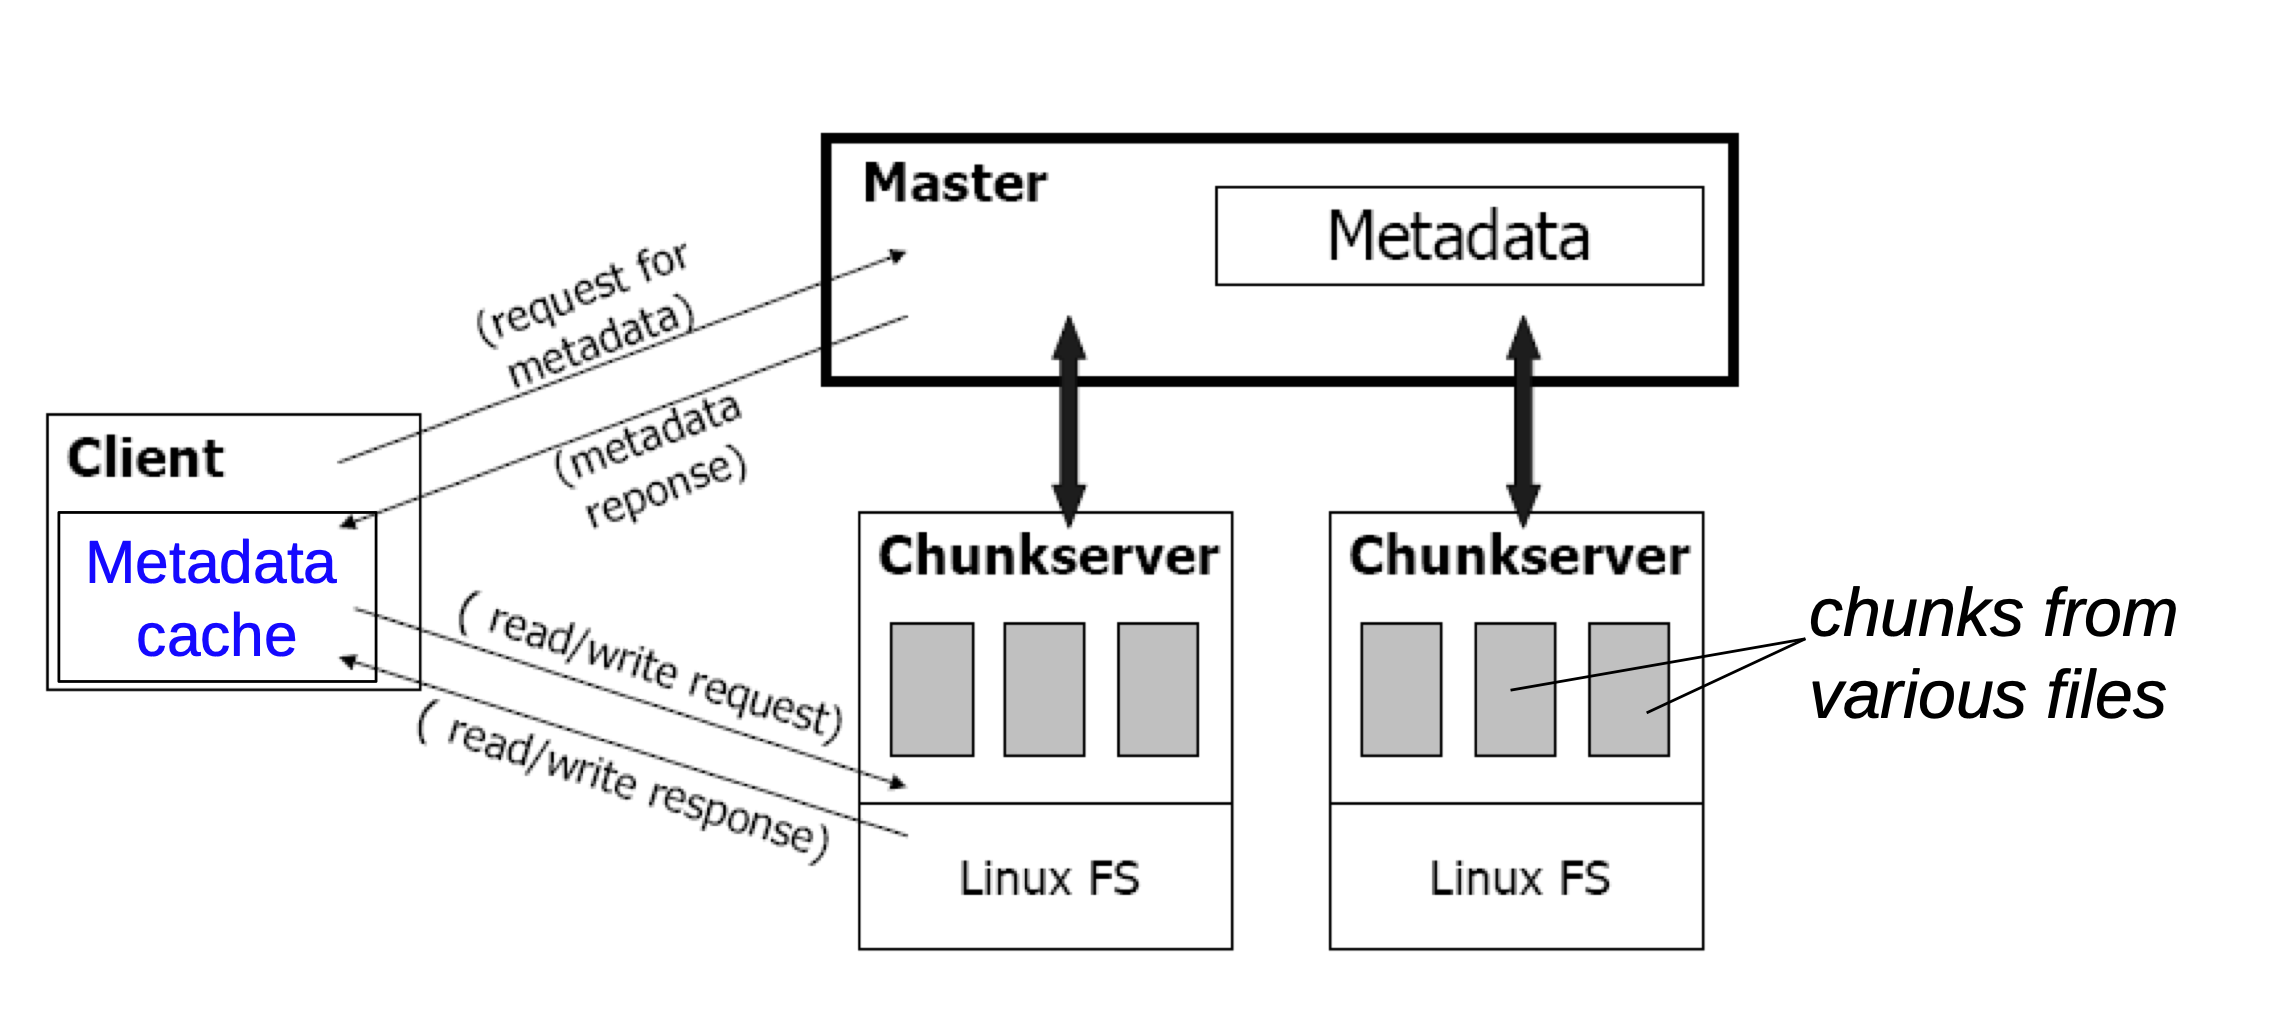 Master
Metadata
(request for
metadata)
(metadata
reponse)
Client
Metadata
cache
( read/write request)
( read/write response)
Chunkserver
Linux FS
Chunkserver
Linux FS
chunks from
various files